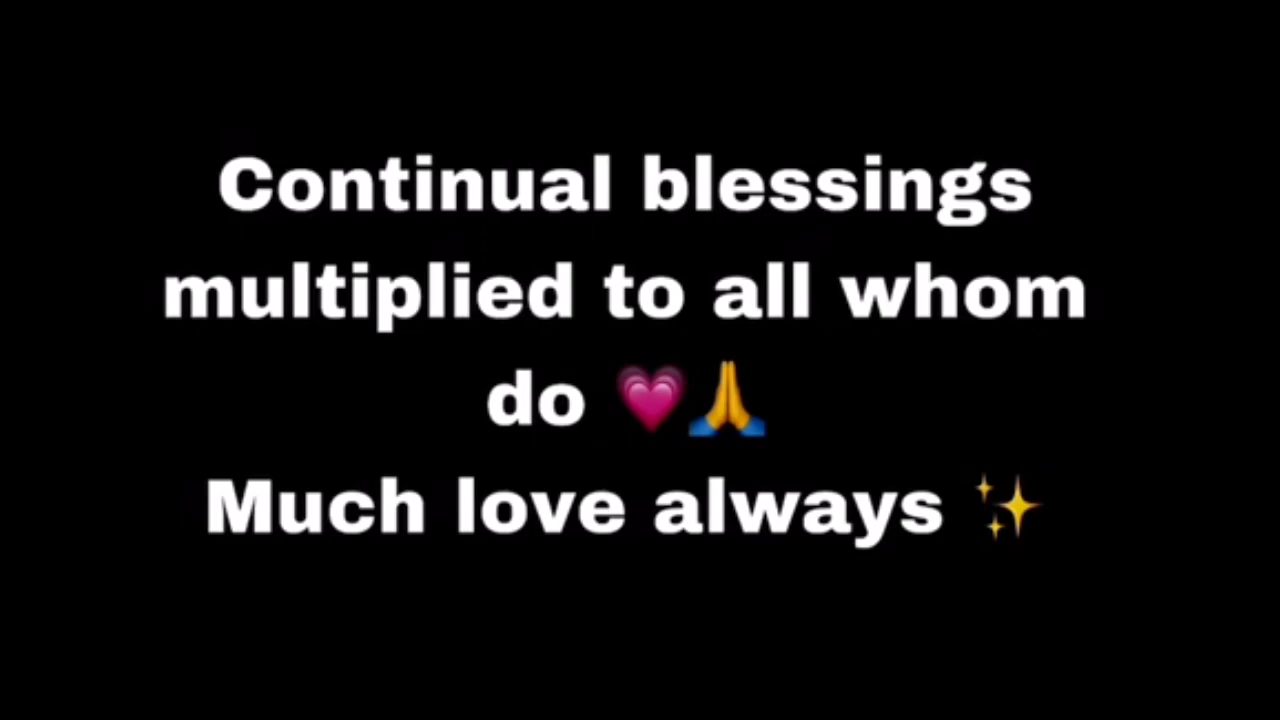 Continual blessings
multiplied to all whom
do 💗🙏
Much love always ✨